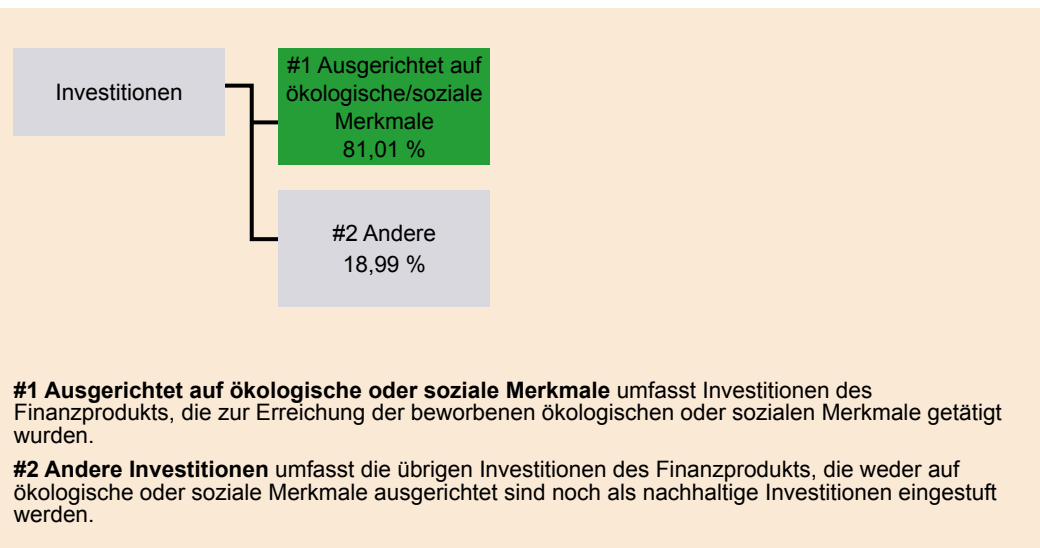 Investitionen
#1 Ausgerichtet auf
ökologische/soziale
Merkmale
81,01 %
#2 Andere
18,99 %
#1 Ausgerichtet auf ökologische oder soziale Merkmale umfasst Investitionen des
Finanzprodukts, die zur Erreichung der beworbenen ökologischen oder sozialen Merkmale getätigt
wurden.
#2 Andere Investitionen umfasst die übrigen Investitionen des Finanzprodukts, die weder auf
ökologische oder soziale Merkmale ausgerichtet sind noch als nachhaltige Investitionen eingestuft
werden.